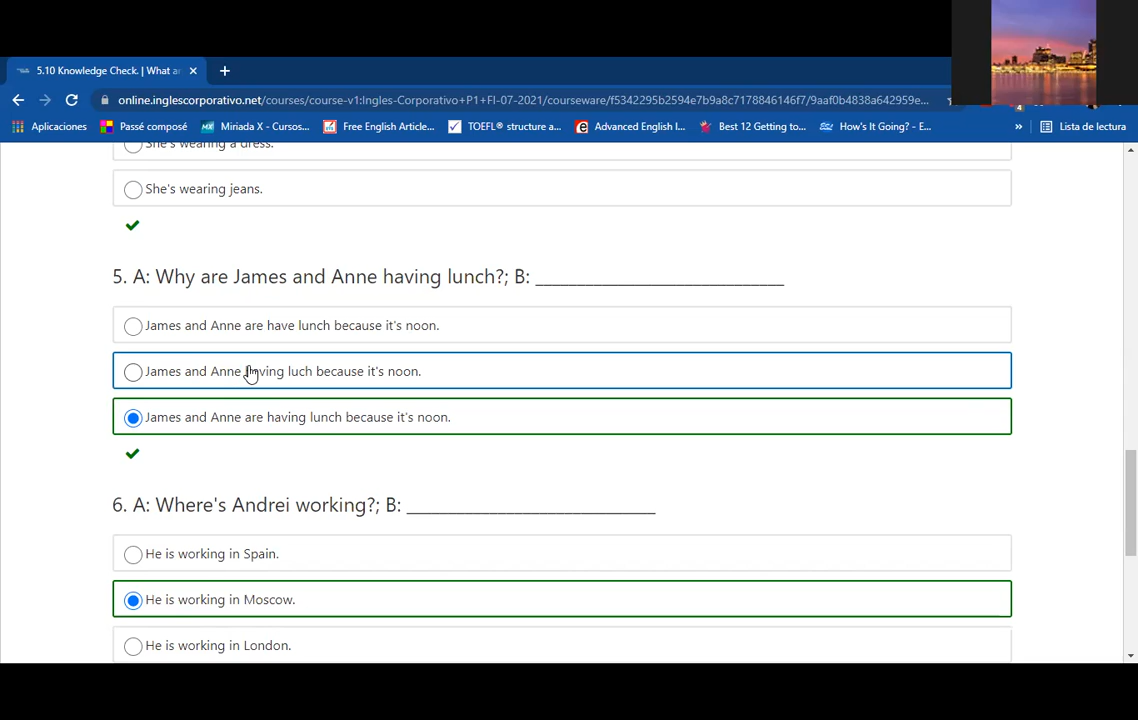 5.10 Knowledge Check. | What ar
online.inglescorporativo.net/courses/course-v1:Ingles-Corporativo+P1+FI-07-2021/courseware/f5342295b2594e7b9a8c7178846146f7/9aaf0b4838a642959e...
4
Aplicaciones Passé composé MX Miriada X - Cursos... Free English Article... TOEFL® structure a... e Advanced English I... Best 12 Getting to... How's It Going? - E... » Lista de lectura
She's wearing a dress.
She's wearing jeans.
5. A: Why are James and Anne having lunch?; B: ____________________________
James and Anne are have lunch because it's noon.
James and Anne having luch because it's noon.
James and Anne are having lunch because it's noon.
6. A: Where's Andrei working?; B: ____________________________
He is working in Spain.
He is working in Moscow.
He is working in London.